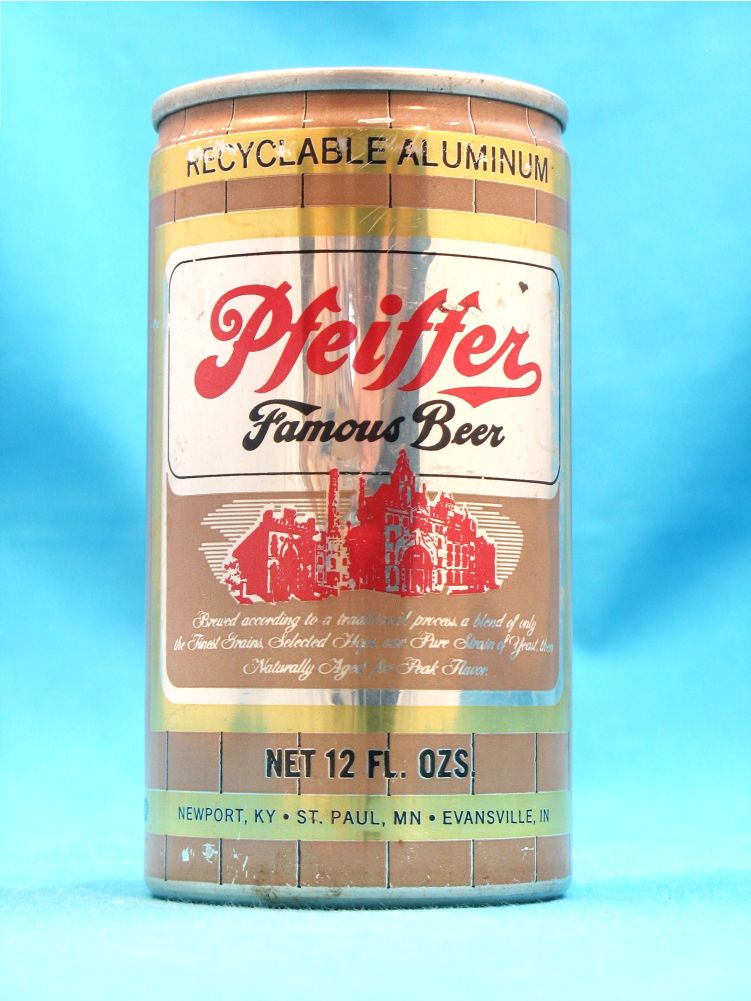 RECYCLABLE ALUMINUM
Pfeiffer
Famous Beer
Brewed according to a traditional process, a blend of only
the Finest Grains, Selected Hops, our Pure Strain of Yeast, then
Naturally Aged for Peak Flavor.
NET 12 FL. OZS.
NEWPORT, KY • ST. PAUL, MN • EVANSVILLE, IN